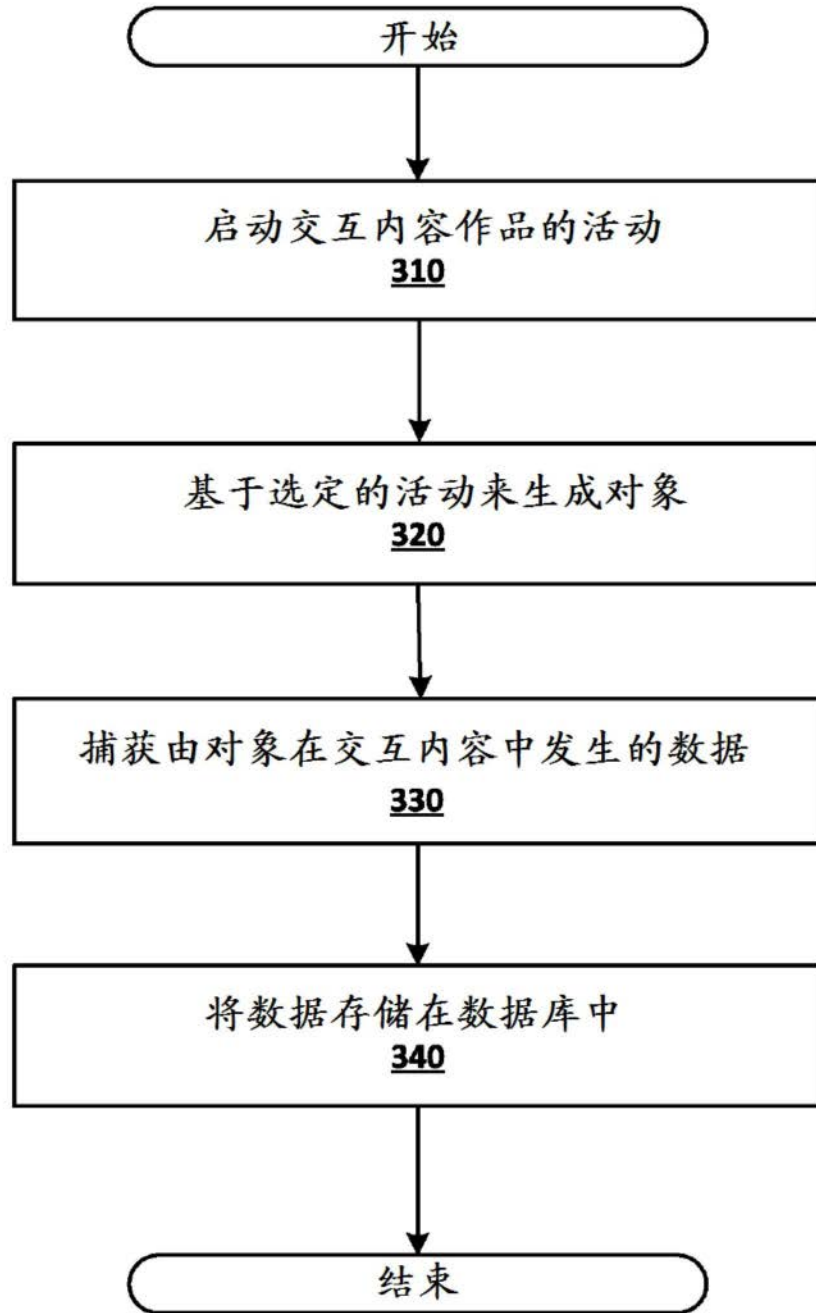 开始
启动交互内容作品的活动
310
基于选定的活动来生成对象
320
捕获由对象在交互内容中发生的数据
330
将数据存储在数据库中
340
结束